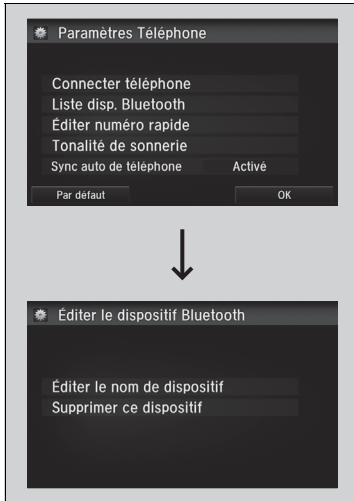 Paramètres Téléphone
Connecter téléphone
Liste disp. Bluetooth
Éditer numéro rapide
Tonalité de sonnerie
Sync auto de téléphone Activé
Par défaut OK
Éditer le dispositif Bluetooth
Éditer le nom de dispositif
Supprimer ce dispositif